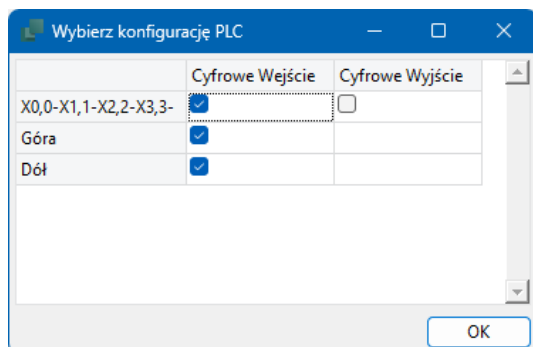 Wybierz konfigurację PLC
Cyfrowe Wejście Cyfrowe Wyjście
X0,0-X1,1-X2,2-X3,3-
Góra
Dół
OK